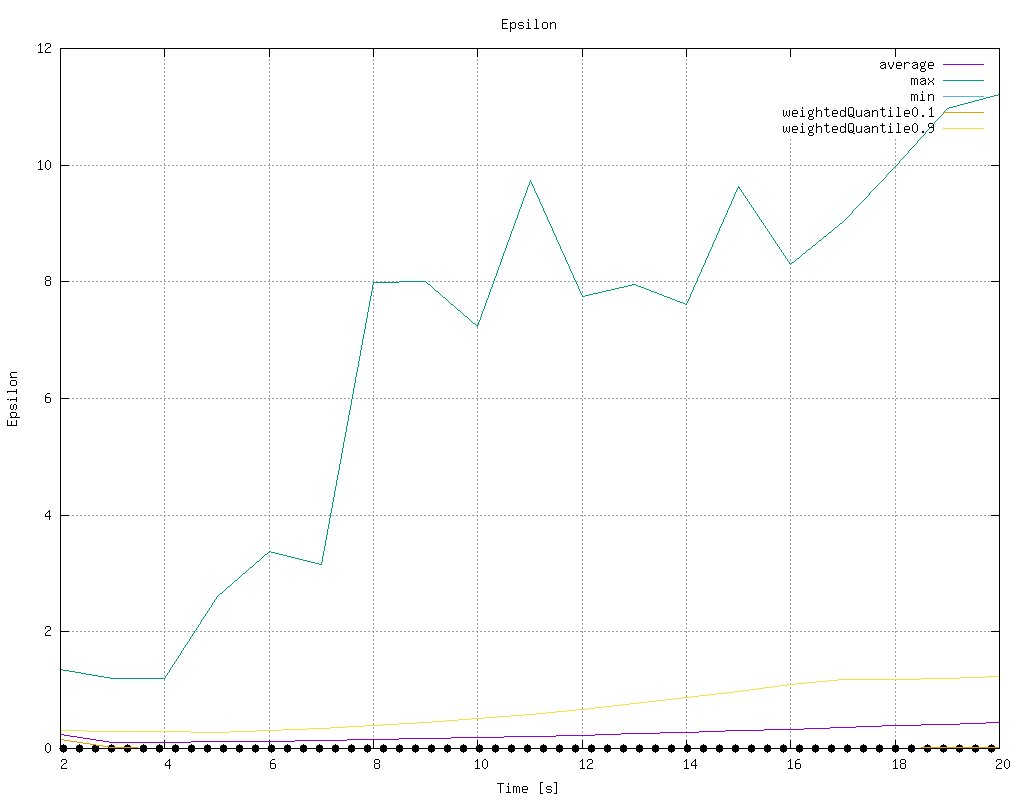 Epsilon
12
10
8
6
4
2
0
Epsilon
average
max
min
weightedQuantile0.1
weightedQuantile0.9
2 4 6 8 10 12 14 16 18 20
Time [s]